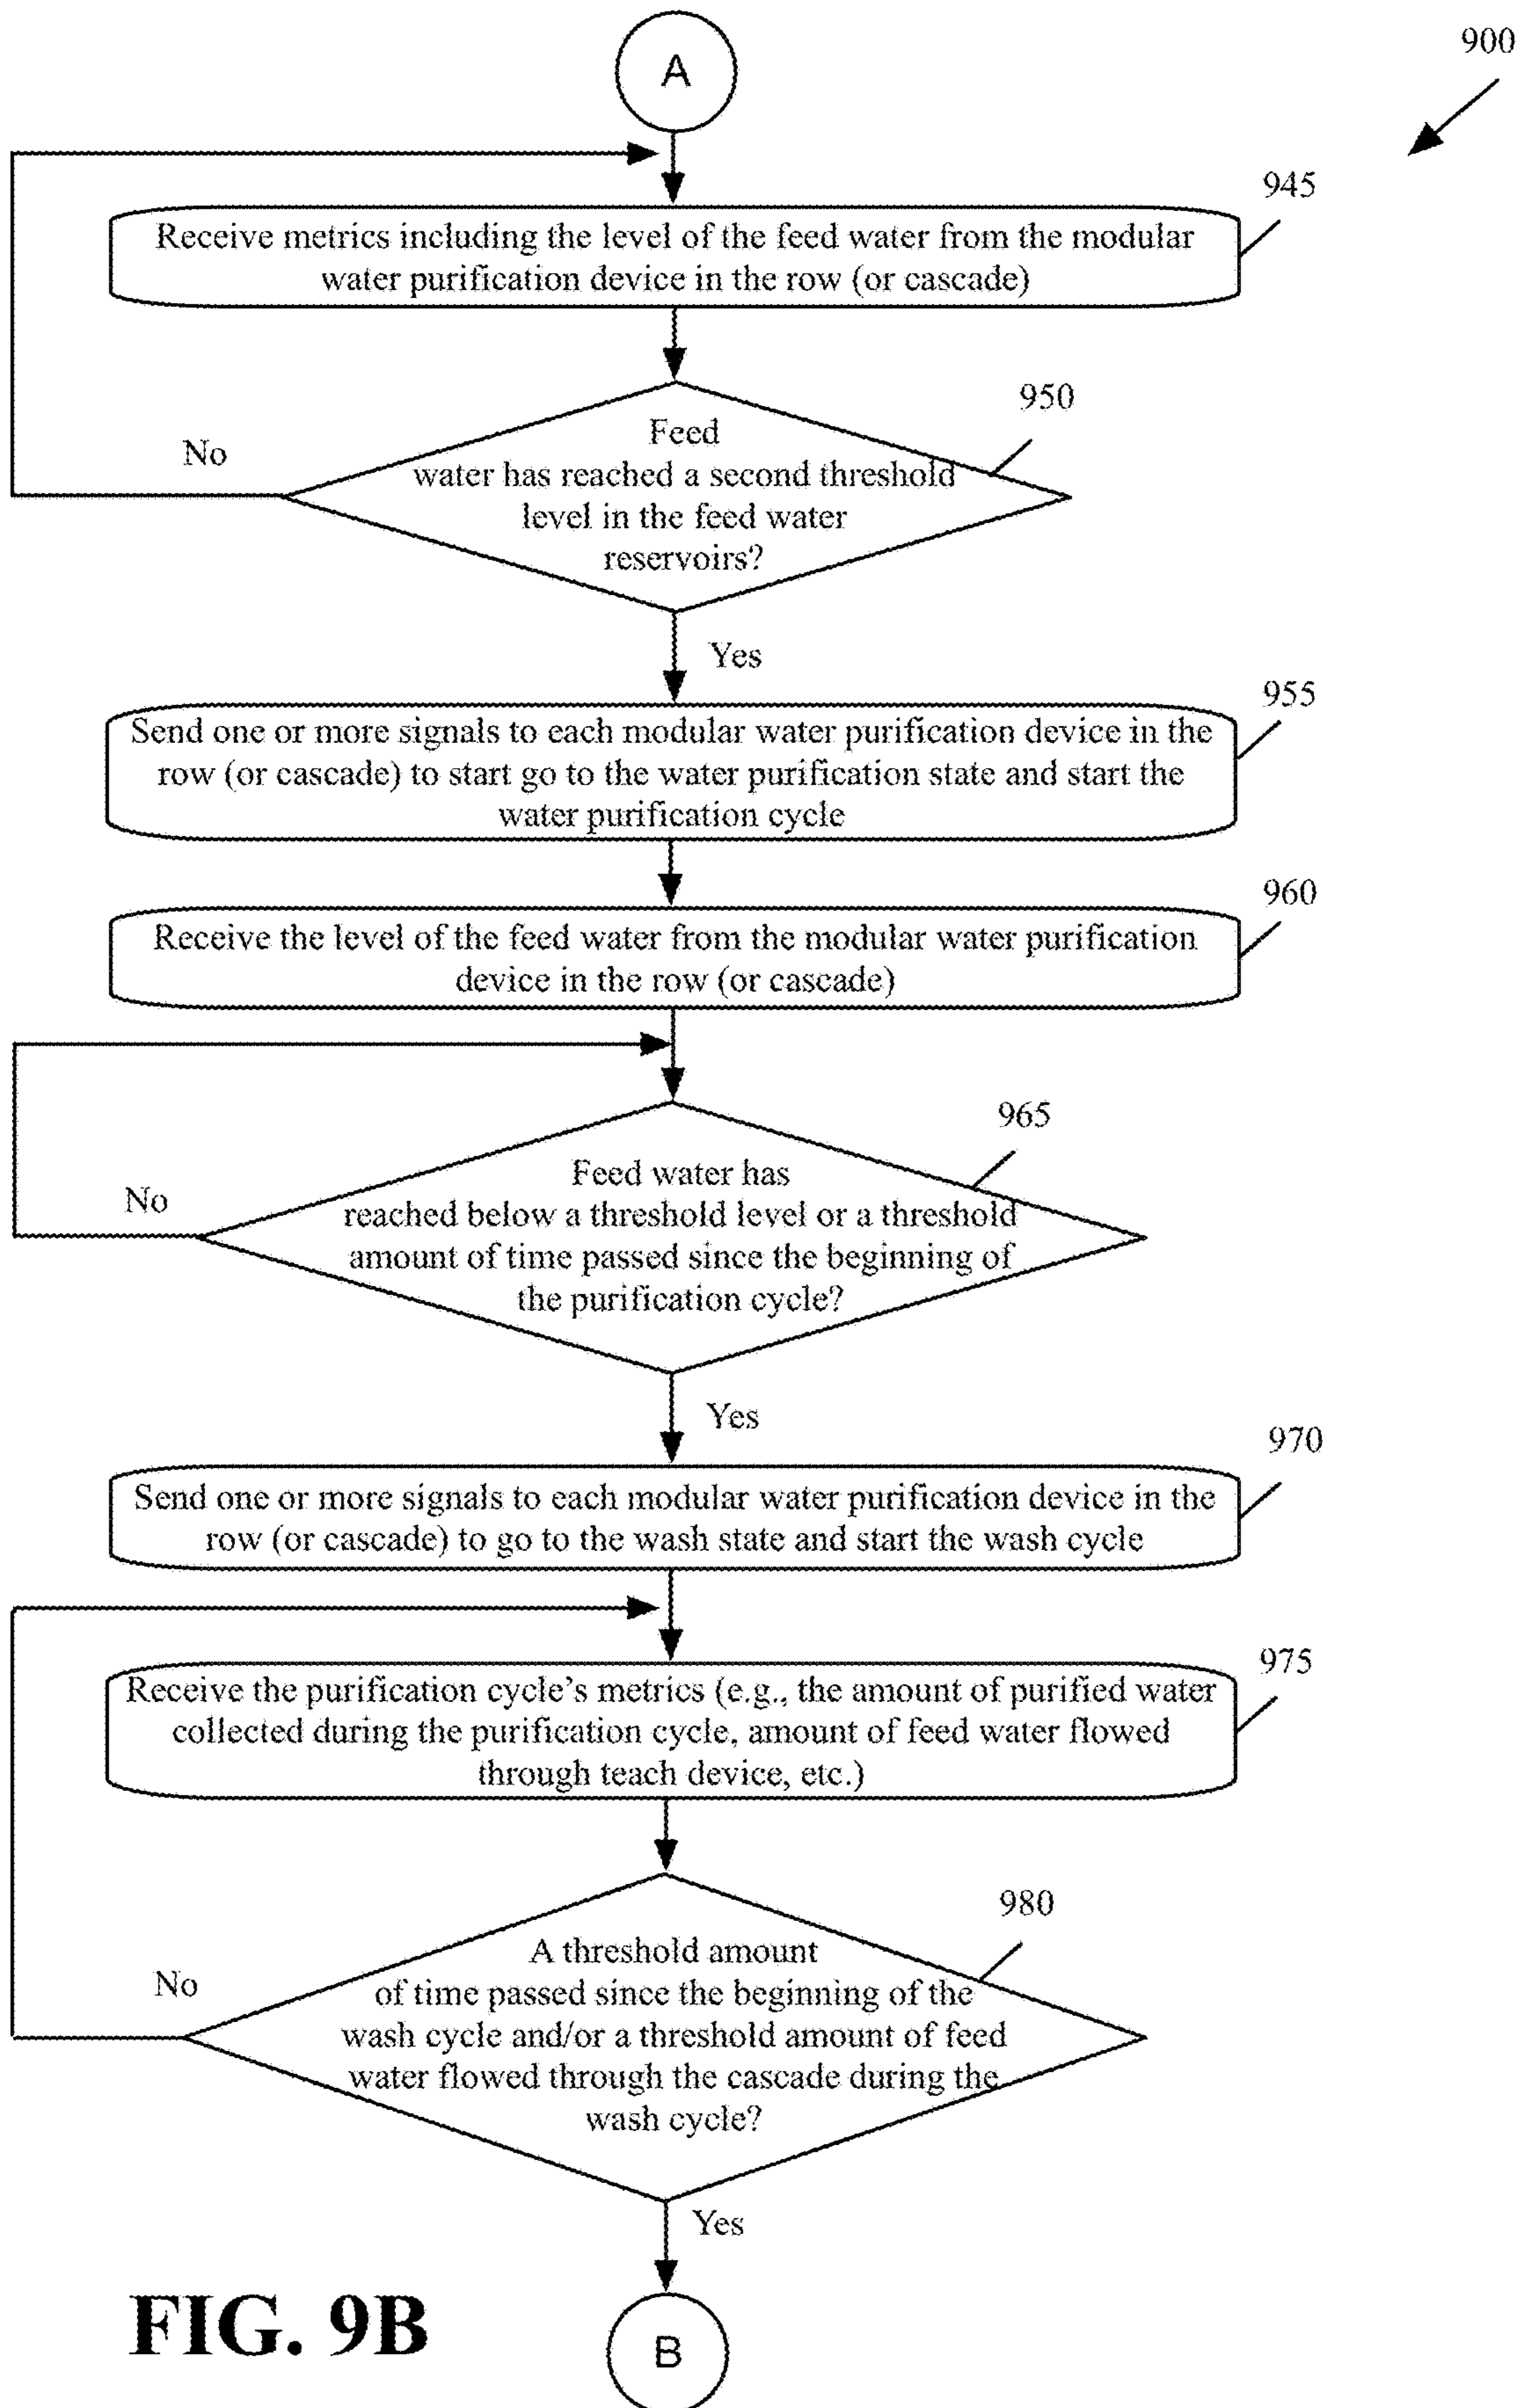 A
900
945
Receive metrics including the level of the feed water from the modular
water purification device in the row (or cascade)
950
No
Feed
water has reached a second threshold
level in the feed water
reservoirs?
Yes
955
Send one or more signals to each modular water purification device in the
row (or cascade) to start go to the water purification state and start the
water purification cycle
960
Receive the level of the feed water from the modular water purification
device in the row (or cascade)
965
No
Feed water has
reached below a threshold level or a threshold
amount of time passed since the beginning of
the purification cycle?
Yes
970
Send one or more signals to each modular water purification device in the
row (or cascade) to go to the wash state and start the wash cycle
975
Receive the purification cycle's metrics (e.g., the amount of purified water
collected during the purification cycle, amount of feed water flowed
through teach device, etc.)
980
No
A threshold amount
of time passed since the beginning of the
wash cycle and/or a threshold amount of feed
water flowed through the cascade during the
wash cycle?
Yes
FIG. 9B
B